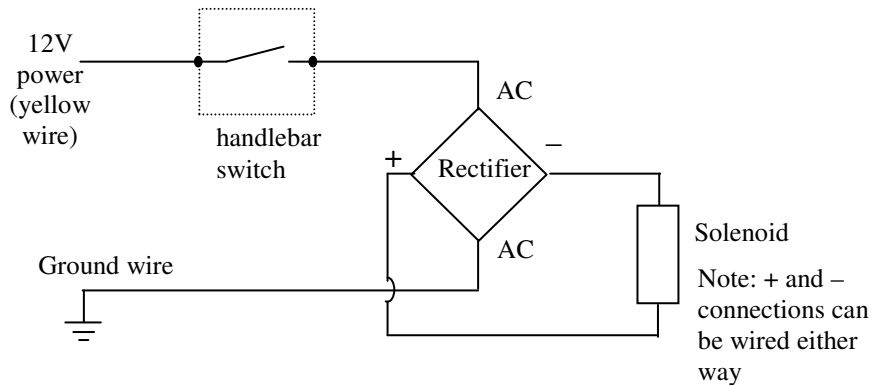 12V
power
(yellow
wire)
handlebar
switch
AC
+
Rectifier
–
AC
Ground wire
Solenoid
Note: + and –
connections can
be wired either
way